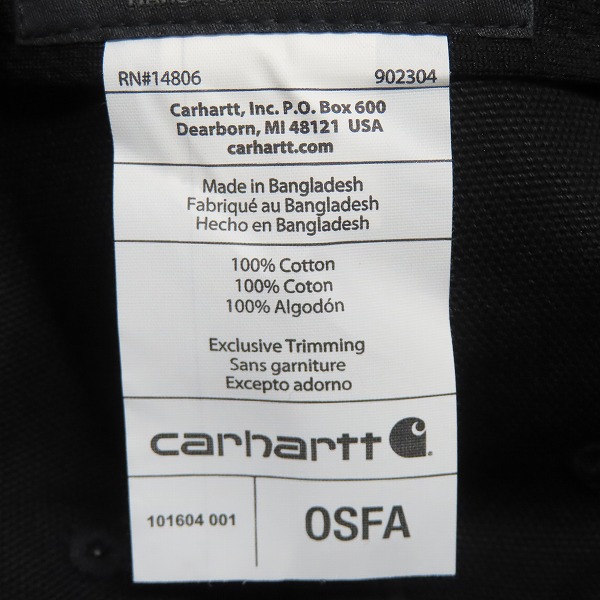 RN#14806 902304
Carhartt, Inc. P.O. Box 600
Dearborn, MI 48121 USA
carhartt.com
Made in Bangladesh
Fabriqué au Bangladesh
Hecho en Bangladesh
100% Cotton
100% Coton
100% Algodón
Exclusive Trimming
Sans garniture
Excepto adorno
carhartt
101604 001 OSFA